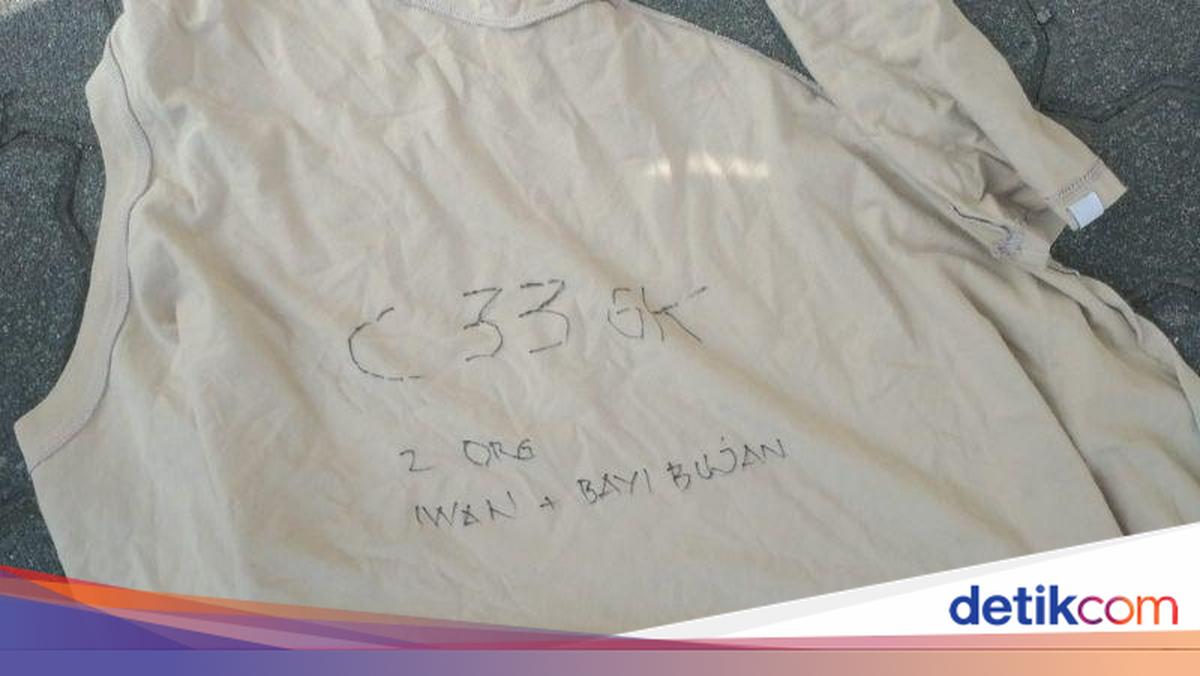 C 33 GK
2 ORG
IWAN + BAYI BUJAN
detikcom